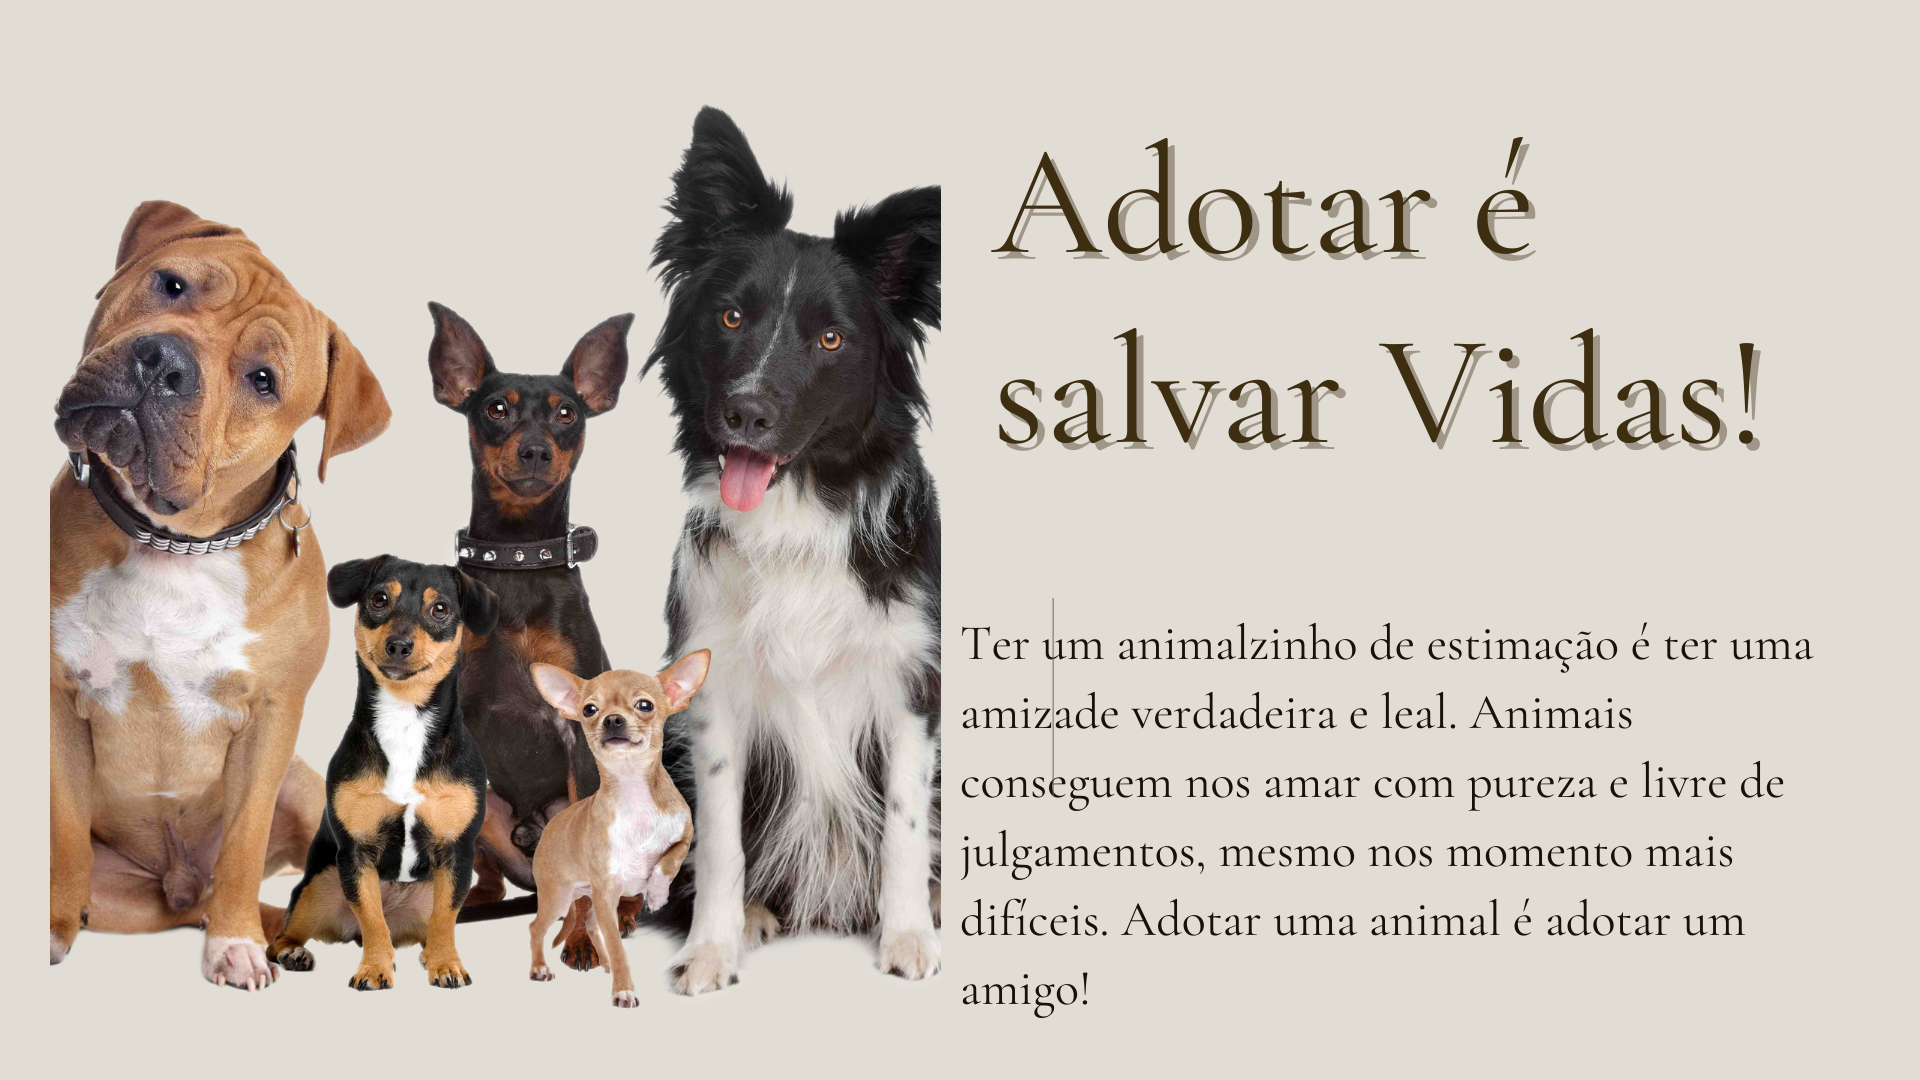 Adotar é
salvar Vidas!
Ter um animalzinho de estimação é ter uma
amizade verdadeira e leal. Animais
conseguem nos amar com pureza e livre de
julgamentos, mesmo nos momento mais
difíceis. Adotar uma animal é adotar um
amigo!